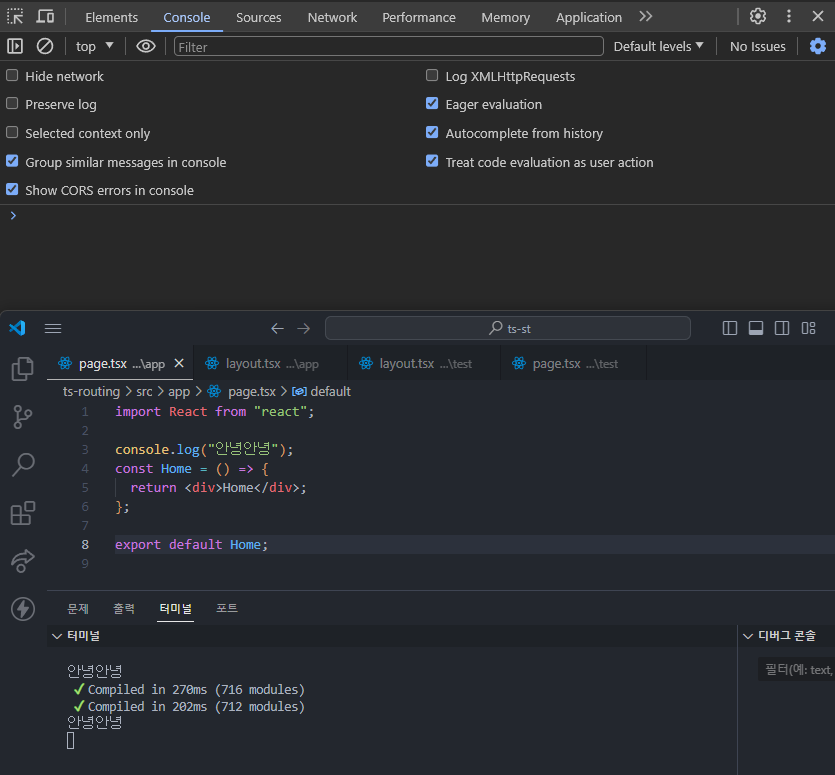 Elements Console Sources Network Performance Memory Application
top Filter Default levels No Issues
Hide network Log XMLHttpRequests
Preserve log Eager evaluation
Selected context only Autocomplete from history
Group similar messages in console Treat code evaluation as user action
Show CORS errors in console
>
ts-st
page.tsx ...\app layout.tsx ...\app layout.tsx ...\test page.tsx ...\test
ts-routing > src > app > page.tsx > default
1 import React from "react";
2
3 console.log("안녕안녕");
4 const Home = () => {
5 return <div>Home</div>;
6 };
7
8 export default Home;
9
문제 출력 터미널 포트
터미널 디버그 콘솔
필터(예: text,
안녕안녕
✓ Compiled in 270ms (716 modules)
✓ Compiled in 202ms (712 modules)
안녕안녕